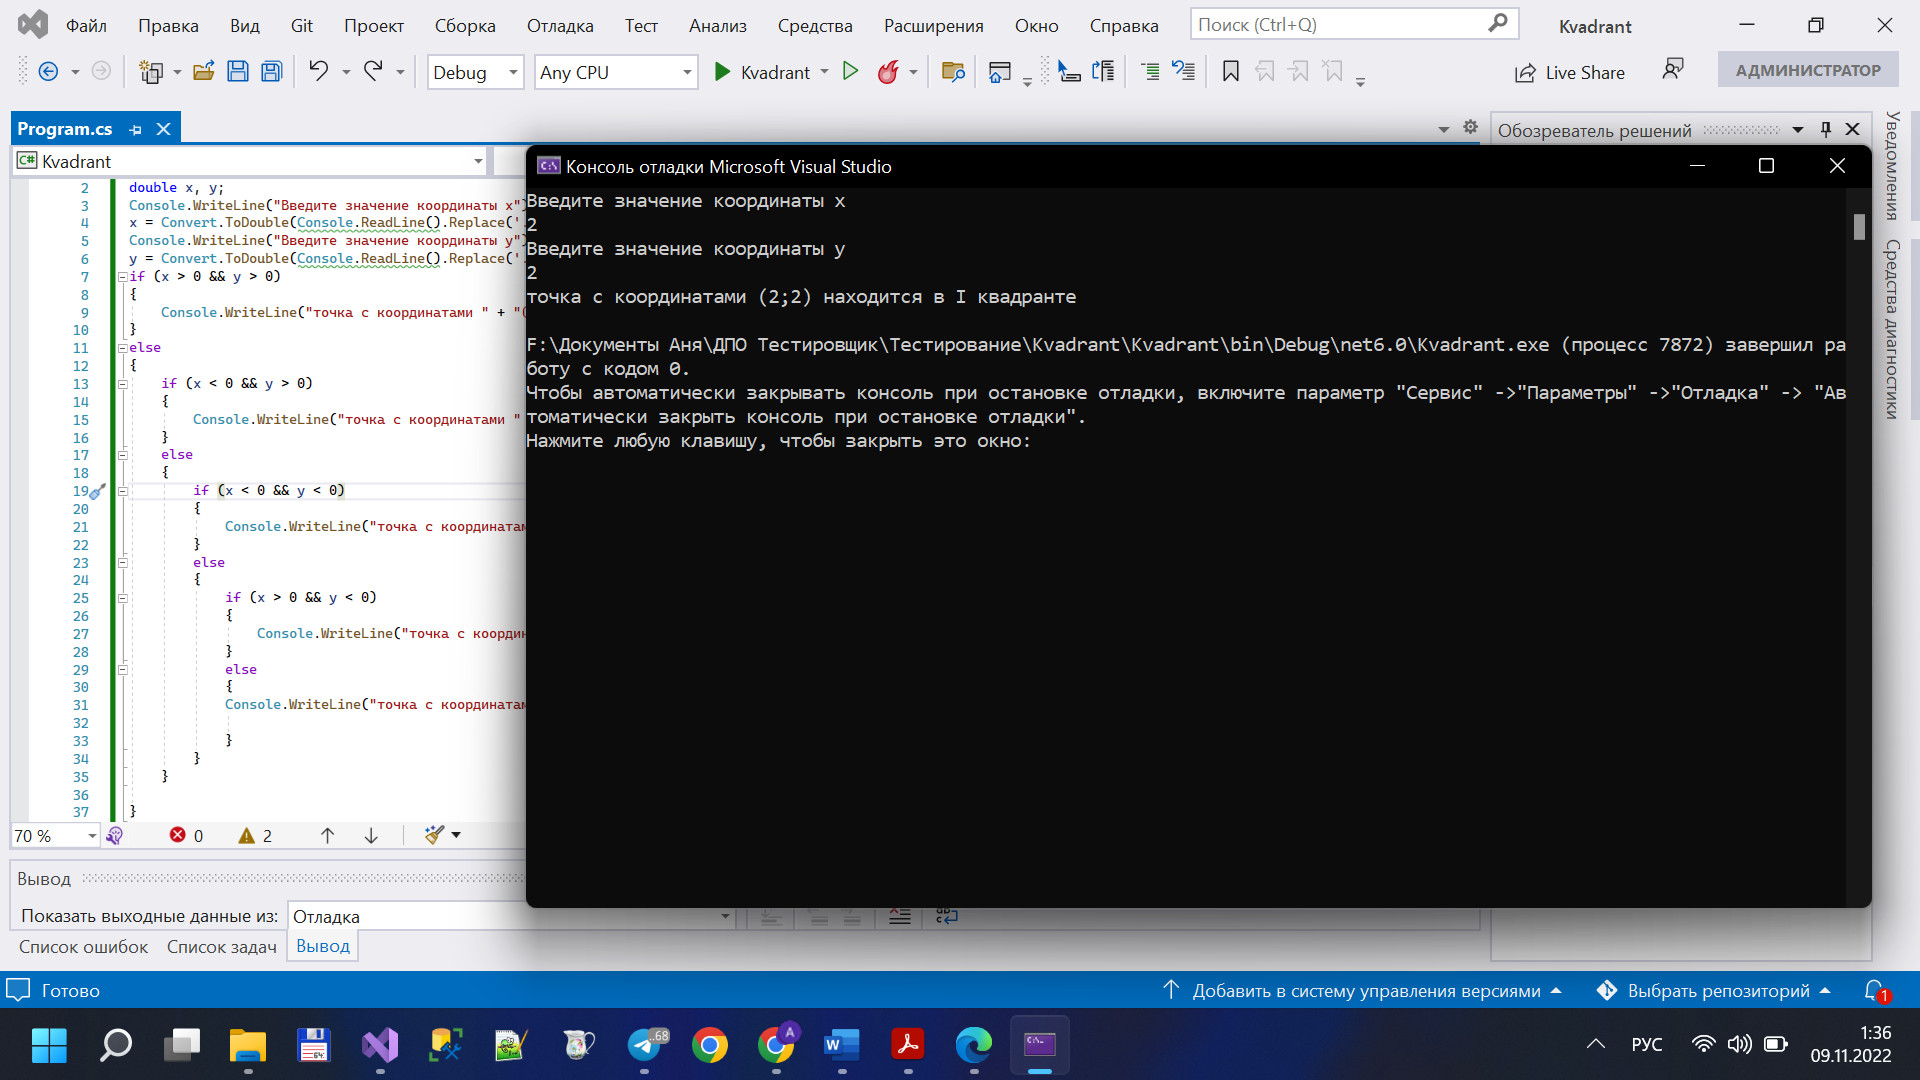 Файл Правка Вид Git Проект Сборка Отладка Тест Анализ Средства Расширения Окно Справка Поиск (Ctrl+Q) Kvadrant
Debug Any CPU Kvadrant Live Share АДМИНИСТРАТОР
Program.cs
Обозреватель решений
Kvadrant
Уведомления
Средства диагностики
2 double x, y;
3 Console.WriteLine("Введите значение координаты x"
4 x = Convert.ToDouble(Console.ReadLine().Replace('
5 Console.WriteLine("Введите значение координаты y"
6 y = Convert.ToDouble(Console.ReadLine().Replace('
7 if (x > 0 && y > 0)
8 {
9 Console.WriteLine("точка с координатами " + "(
10 }
11 else
12 {
13 if (x < 0 && y > 0)
14 {
15 Console.WriteLine("точка с координатами "
16 }
17 else
18 {
19 if (x < 0 && y < 0)
20 {
21 Console.WriteLine("точка с координатам
22 }
23 else
24 {
25 if (x > 0 && y < 0)
26 {
27 Console.WriteLine("точка с коорди
28 }
29 else
30 {
31 Console.WriteLine("точка с координатам
32
33 }
34 }
35 }
36
37 }
Консоль отладки Microsoft Visual Studio
Введите значение координаты x
2
Введите значение координаты y
2
точка с координатами (2;2) находится в I квадранте
F:\Документы Аня\ДПО Тестировщик\Тестирование\Kvadrant\Kvadrant\bin\Debug\net6.0\Kvadrant.exe (процесс 7872) завершил ра
боту с кодом 0.
Чтобы автоматически закрывать консоль при остановке отладки, включите параметр "Сервис" ->"Параметры" ->"Отладка" -> "Ав
томатически закрыть консоль при остановке отладки".
Нажмите любую клавишу, чтобы закрыть это окно:
70 % 0 2
Вывод
Показать выходные данные из: Отладка
Список ошибок Список задач Вывод
Готово Добавить в систему управления версиями Выбрать репозиторий 1
64 ..68 A W РУС 1:36
09.11.2022